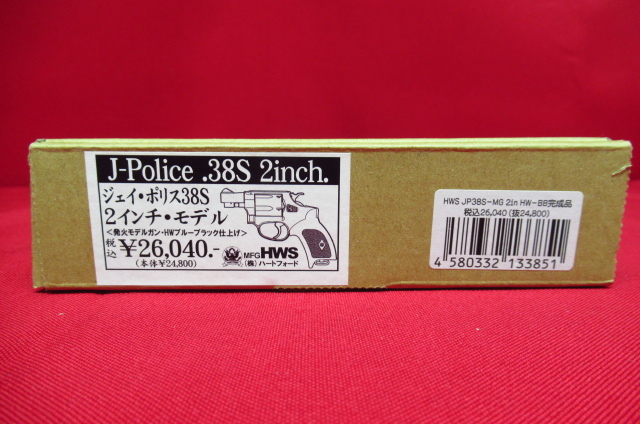 J-Police .38S 2inch.
ジェイ・ポリス38S
2インチ・モデル
<発火モデルガン・HWブルーブラック仕上げ>
税込 ¥26,040.-
(本体¥24,800)
MFG HWS
(株)ハートフォード
HWS JP38S-MG 2in HW-BB完成品
税込26,040(抜24,800)
4 580332 133851